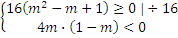 {16(m² − m + 1) ≥ 0 | ÷ 16
4m · (1 − m) < 0